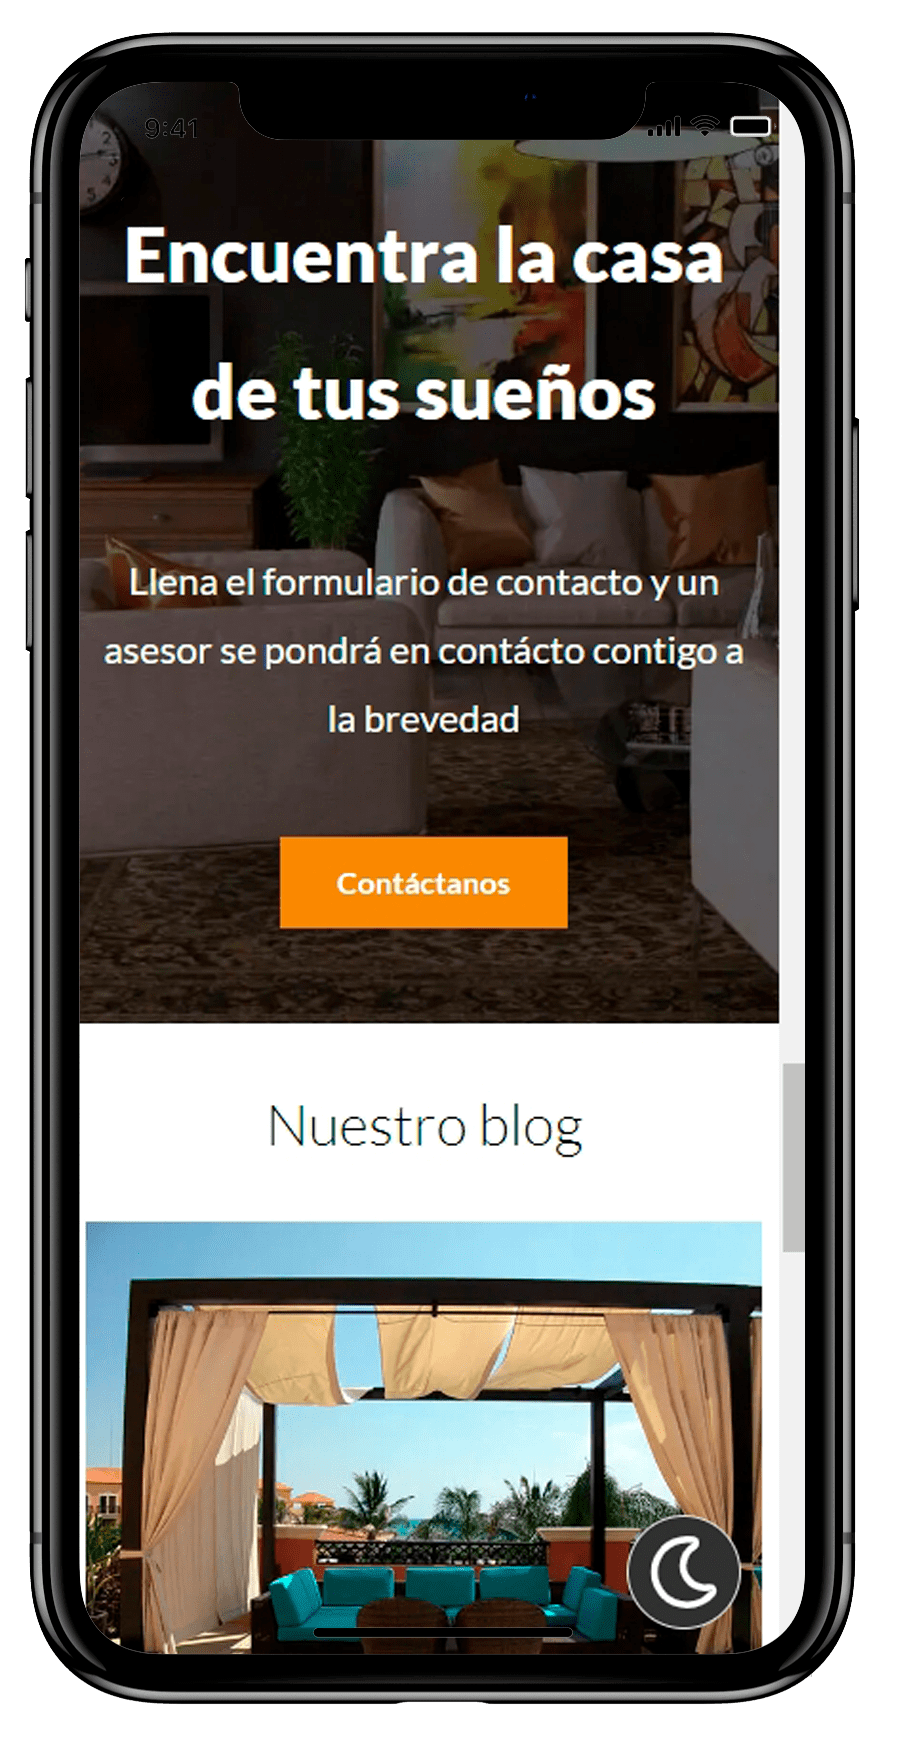 9:41
Encuentra la casa
de tus sueños
Llena el formulario de contacto y un
asesor se pondrá en contácto contigo a
la brevedad
Contáctanos
Nuestro blog